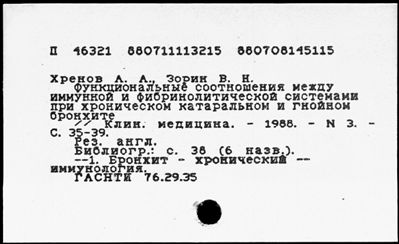 П 46321 880711113215 880708145115
Хренов А. А., Зорин В. Н.
Функциональные соотношения между
иммунной и фибринолитической системами
при хроническом катаральном и гнойном
бронхите
// Клин. медицина. - 1988. - N 3. -
С. 35-39.
Рез. англ.
Библиогр.: с. 38 (6 назв.).
--1. Бронхит - хронический --
иммунология.
ГАСНТИ 76.29.35